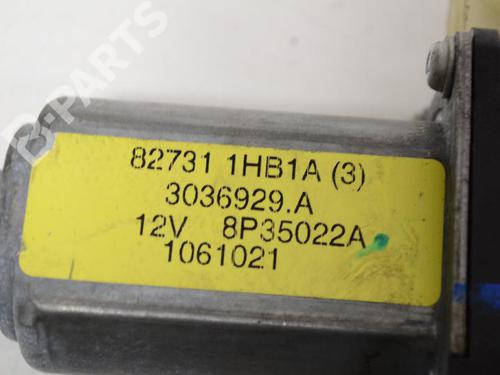 B-PARTS
82731 1HB1A (3)
3036929.A
12V 8P35022A
1061021